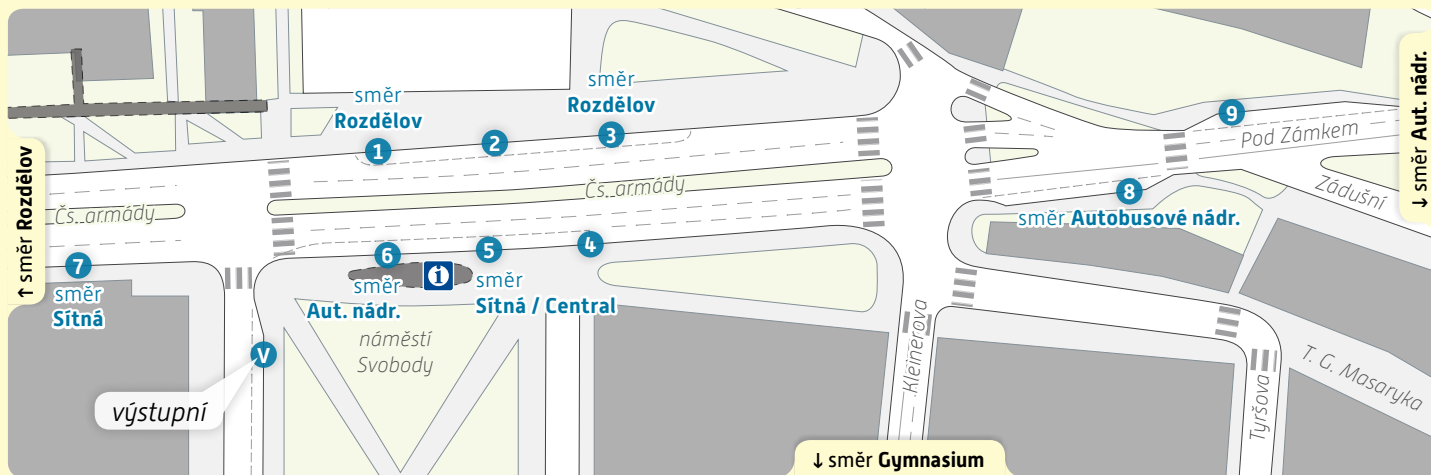 směr
Rozdělov
1
2
směr
Rozdělov
3
9
Pod Zámkem
↓ směr Aut. nádr.
↑ směr Rozdělov
Čs. armády
Čs. armády
Zádušní
8
směr Autobusové nádr.
7
směr
Sítná
6
5
4
i
směr
Aut. nádr.
směr
Sítná / Central
náměstí
Svobody
V
výstupní
Kleinerova
Tyršova
T. G. Masaryka
↓ směr Gymnasium